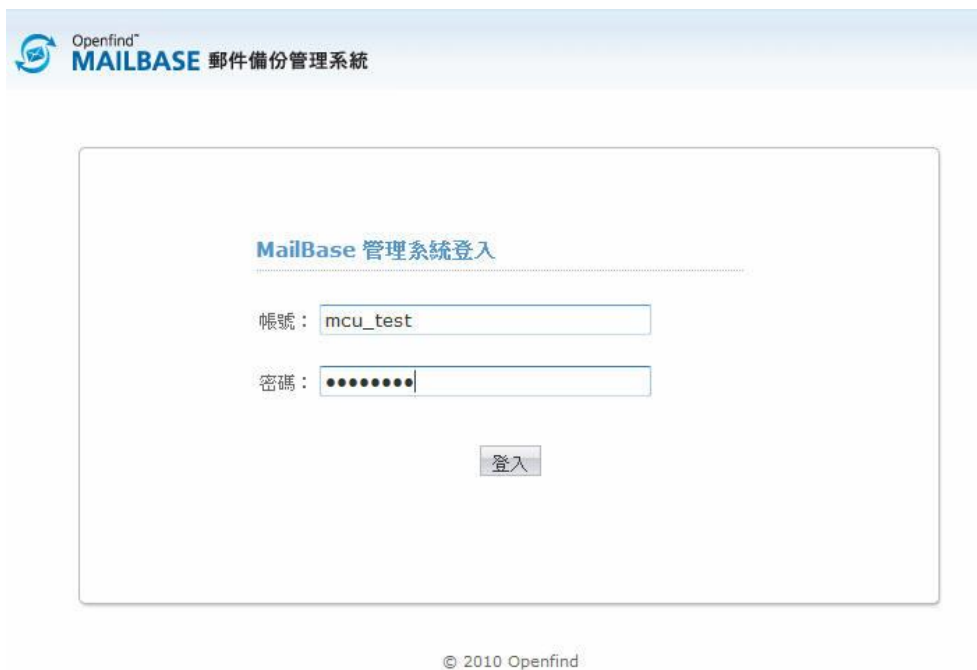 Openfind™
MAILBASE 郵件備份管理系統
MailBase 管理系統登入
帳號： mcu_test
密碼： ●●●●●●●●
登入
© 2010 Openfind